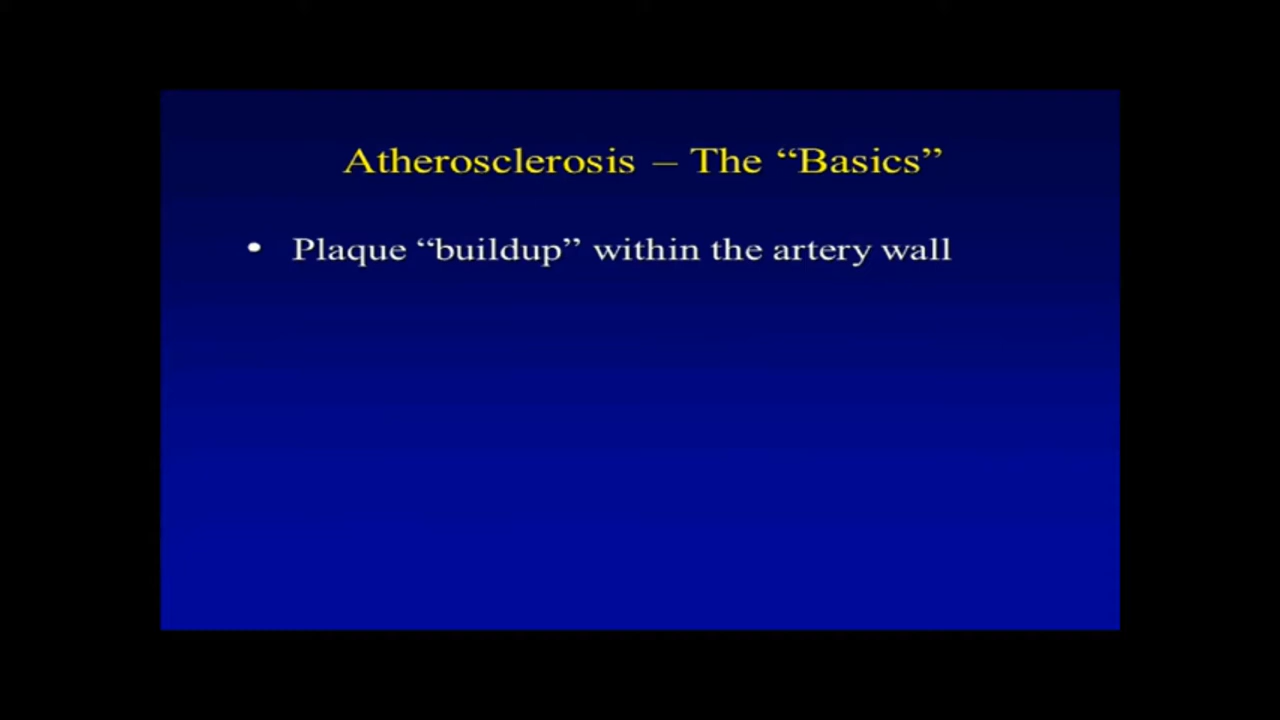 Atherosclerosis – The “Basics”
• Plaque “buildup” within the artery wall